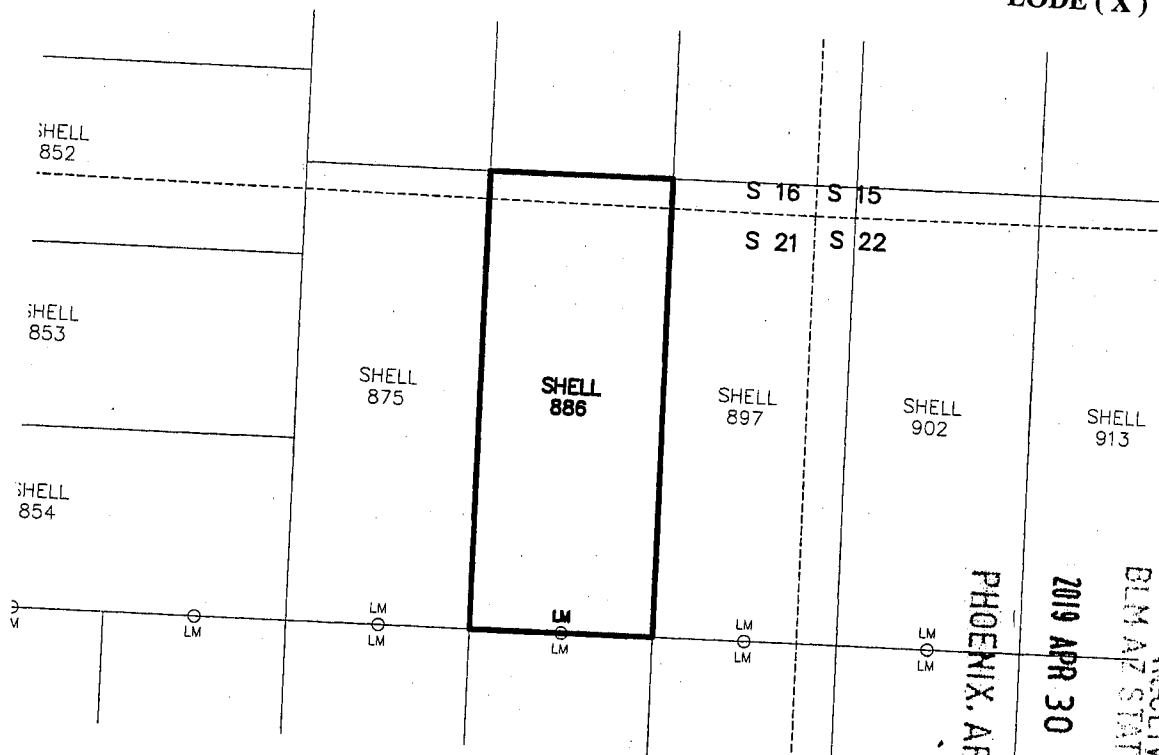 LODE ( X )
SHELL
852
S 16 S 15
S 21 S 22
SHELL
853
SHELL
875
SHELL
886
SHELL
897
SHELL
902
SHELL
913
SHELL
854
LM
LM
LM
LM
LM
LM
LM
LM
LM
BLM AZ STAT
2019 APR 30
PHOENIX, AR